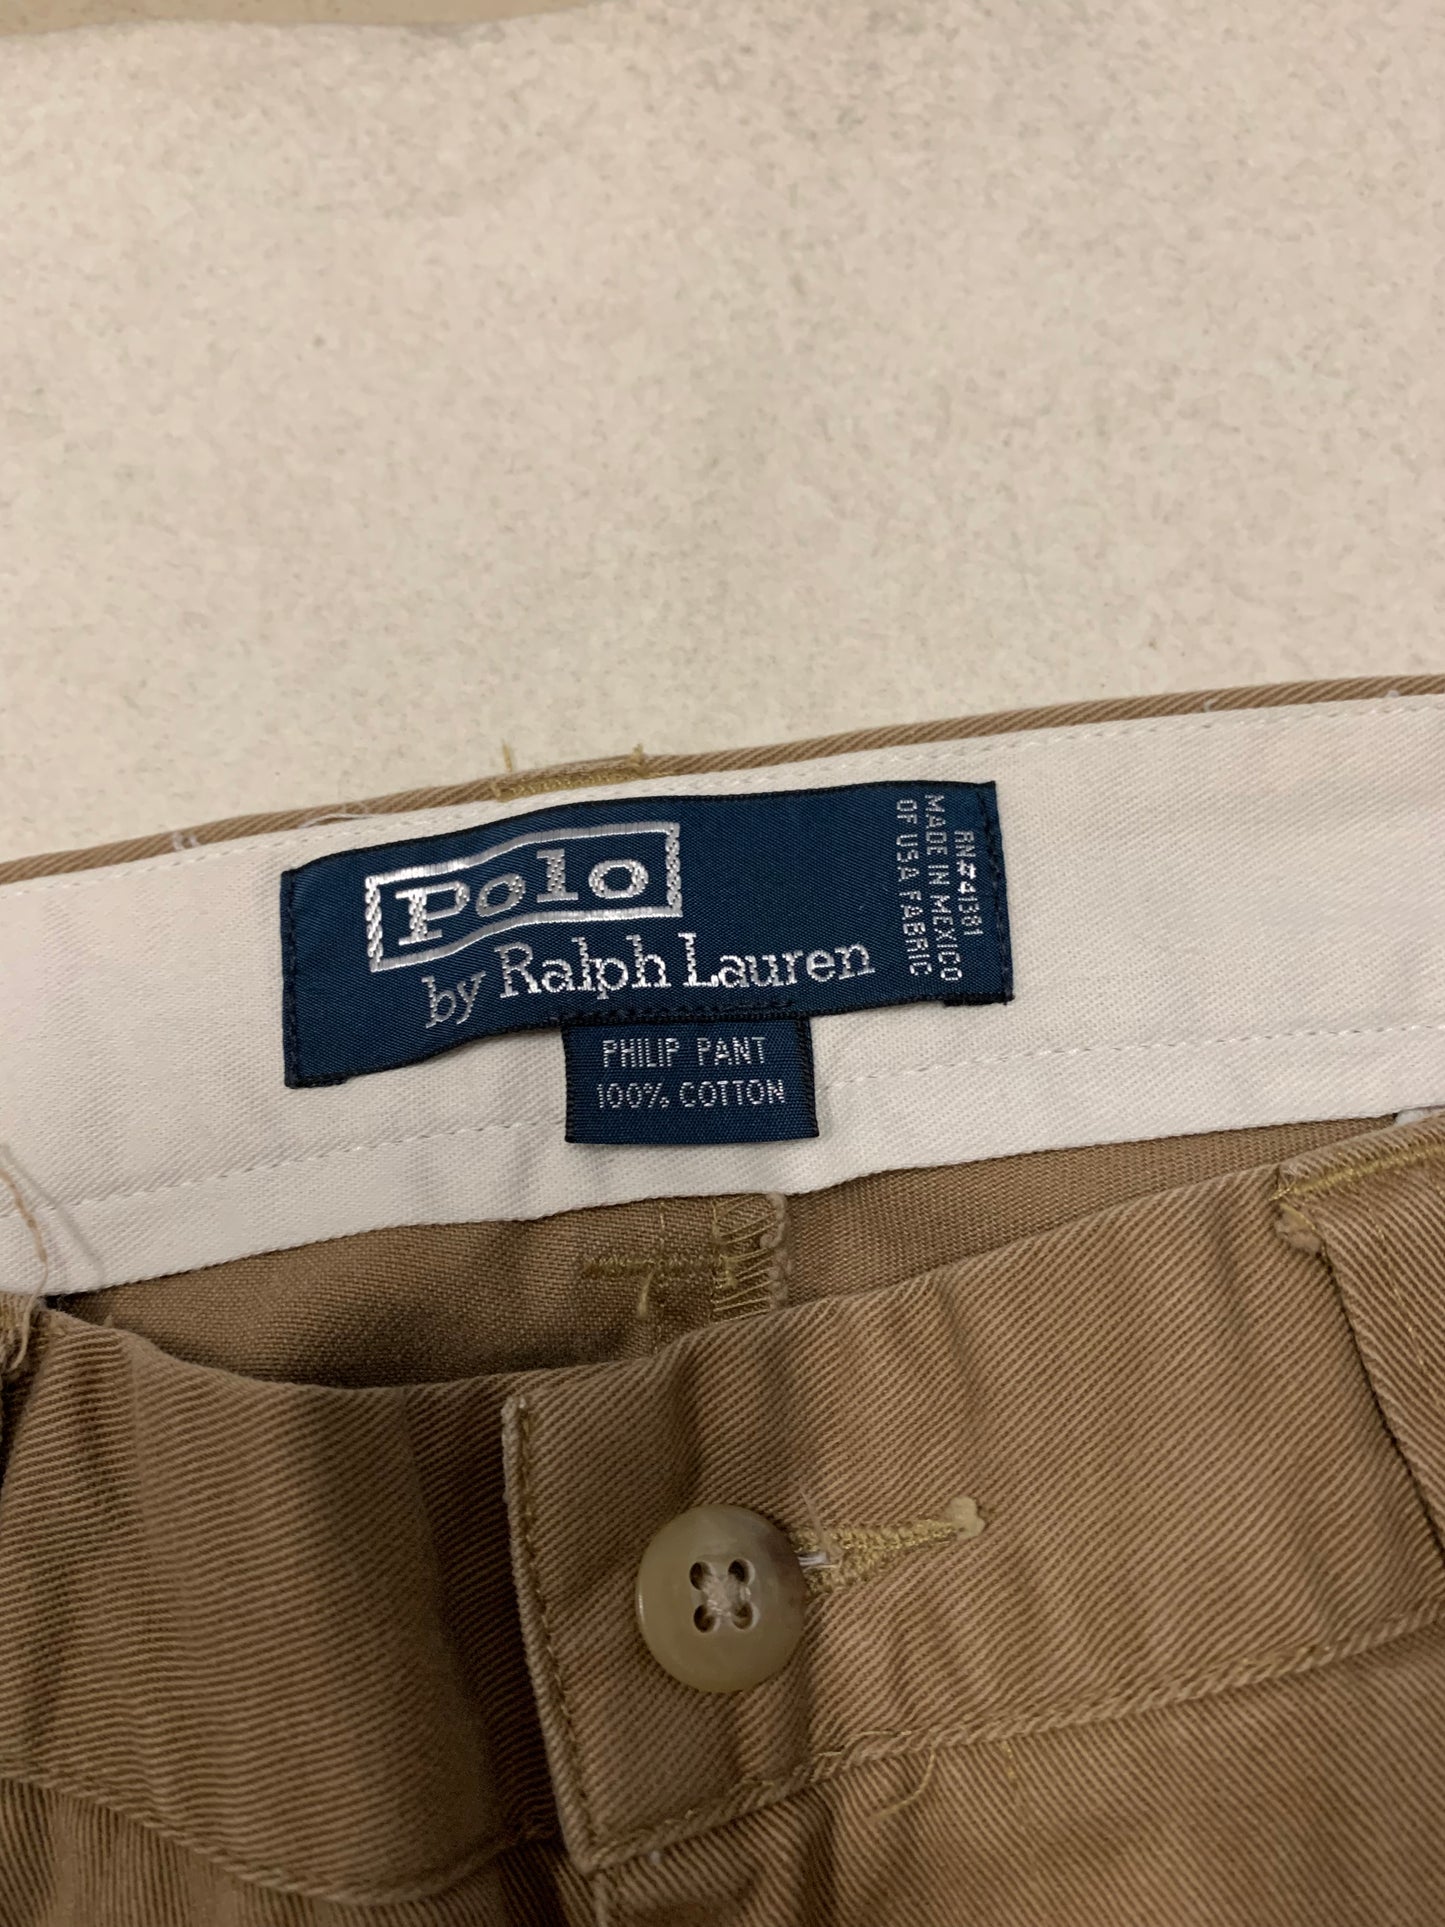 Polo
by Ralph Lauren
RN#41381
MADE IN MEXICO
OF USA FABRIC
PHILIP PANT
100% COTTON